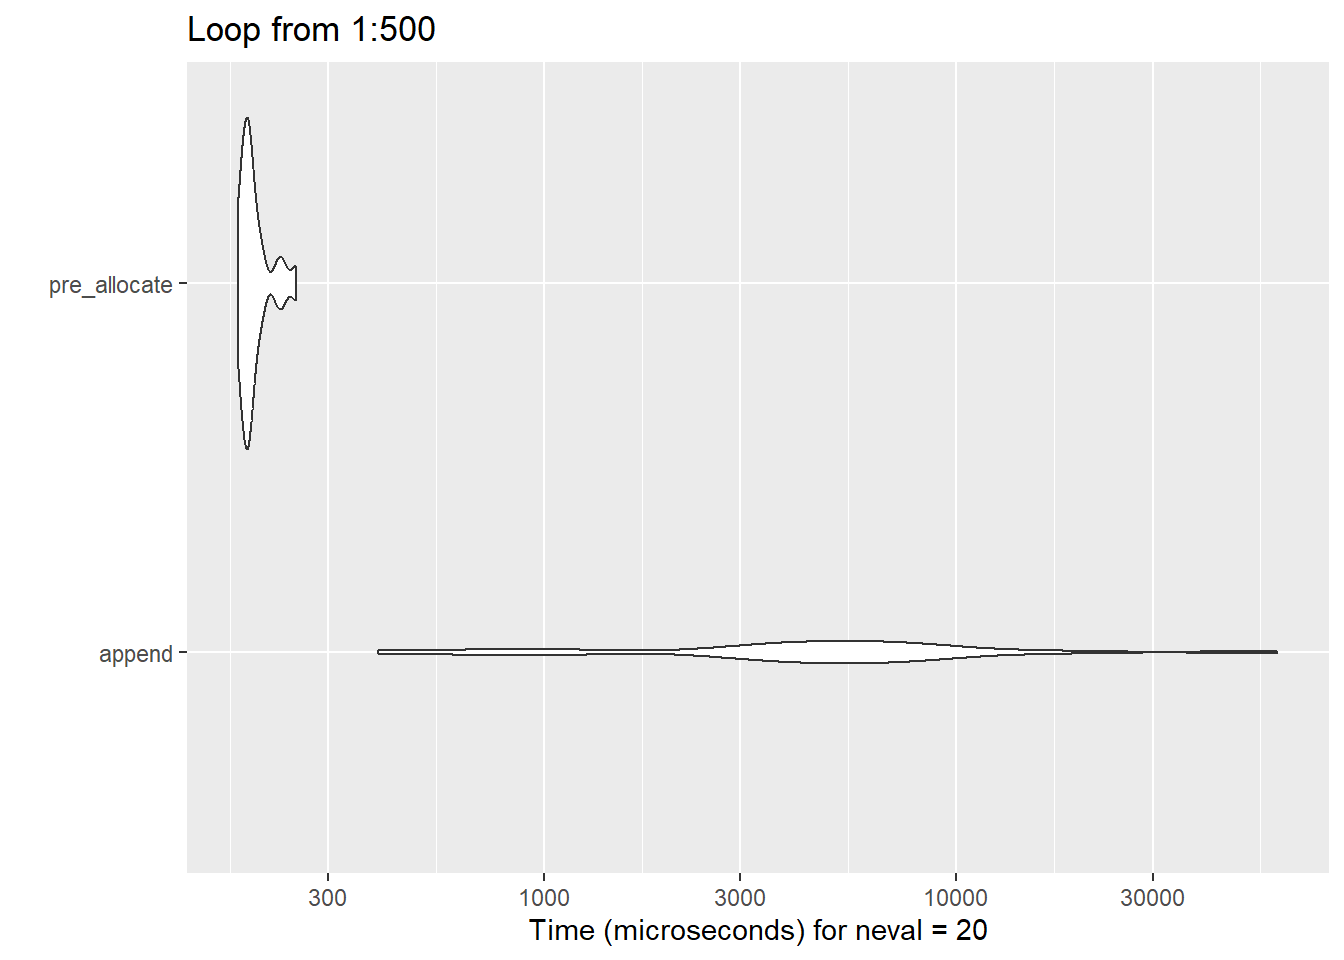 Loop from 1:500
pre_allocate
append
300 1000 3000 10000 30000
Time (microseconds) for neval = 20